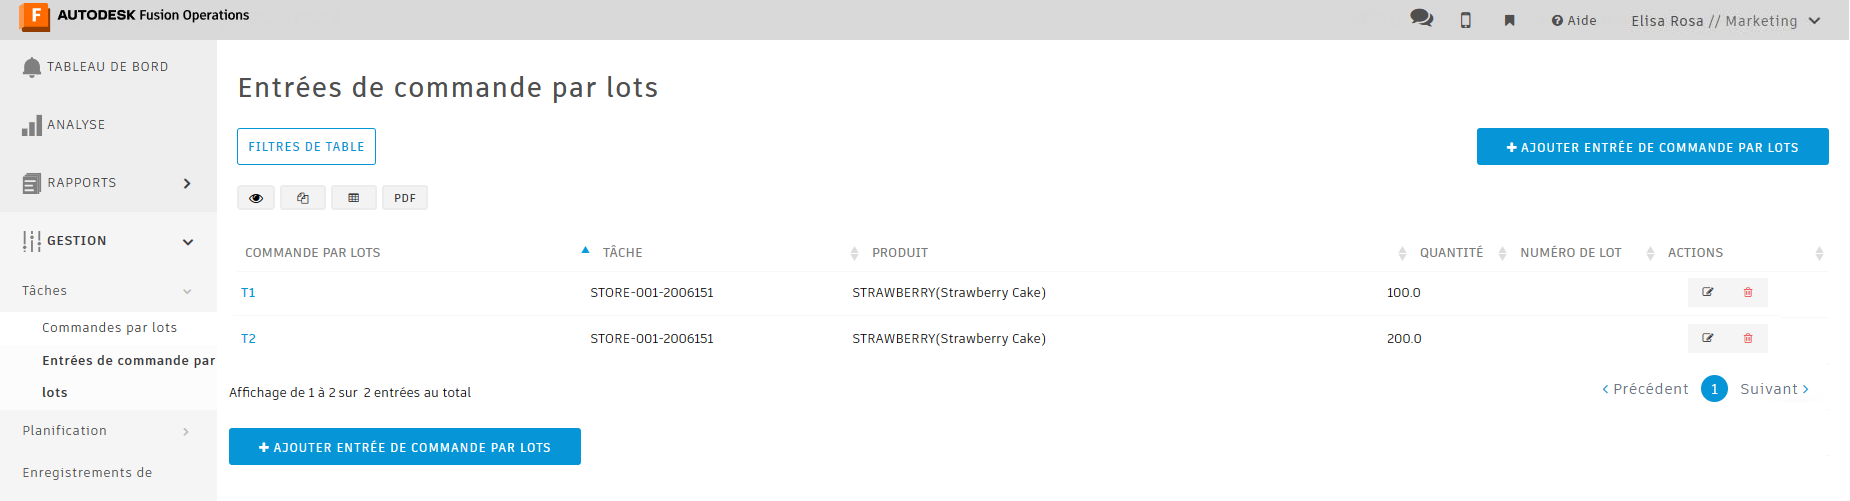 F AUTODESK Fusion Operations
Aide
Elisa Rosa // Marketing
TABLEAU DE BORD
ANALYSE
RAPPORTS
GESTION
Tâches
Commandes par lots
Entrées de commande par
lots
Planification
Enregistrements de
Entrées de commande par lots
FILTRES DE TABLE
+ AJOUTER ENTRÉE DE COMMANDE PAR LOTS
PDF
COMMANDE PAR LOTS TÂCHE PRODUIT QUANTITÉ NUMÉRO DE LOT ACTIONS
T1 STORE-001-2006151 STRAWBERRY(Strawberry Cake) 100.0
T2 STORE-001-2006151 STRAWBERRY(Strawberry Cake) 200.0
Affichage de 1 à 2 sur 2 entrées au total
< Précédent 1 Suivant >
+ AJOUTER ENTRÉE DE COMMANDE PAR LOTS